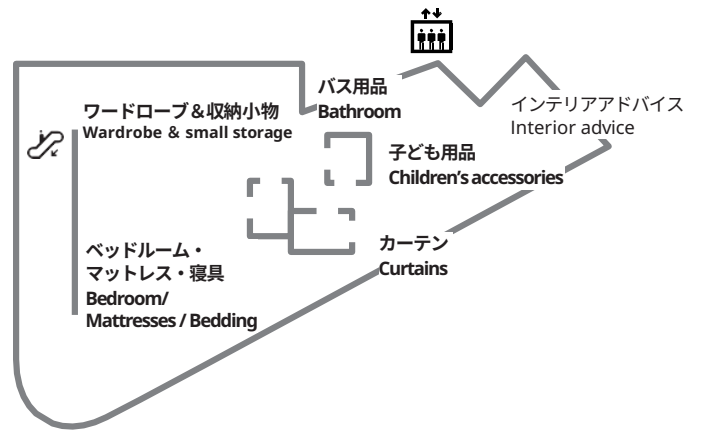 バス用品
Bathroom
ワードローブ＆収納小物
Wardrobe & small storage
インテリアアドバイス
Interior advice
子ども用品
Children's accessories
カーテン
Curtains
ベッドルーム・
マットレス・寝具
Bedroom/
Mattresses / Bedding